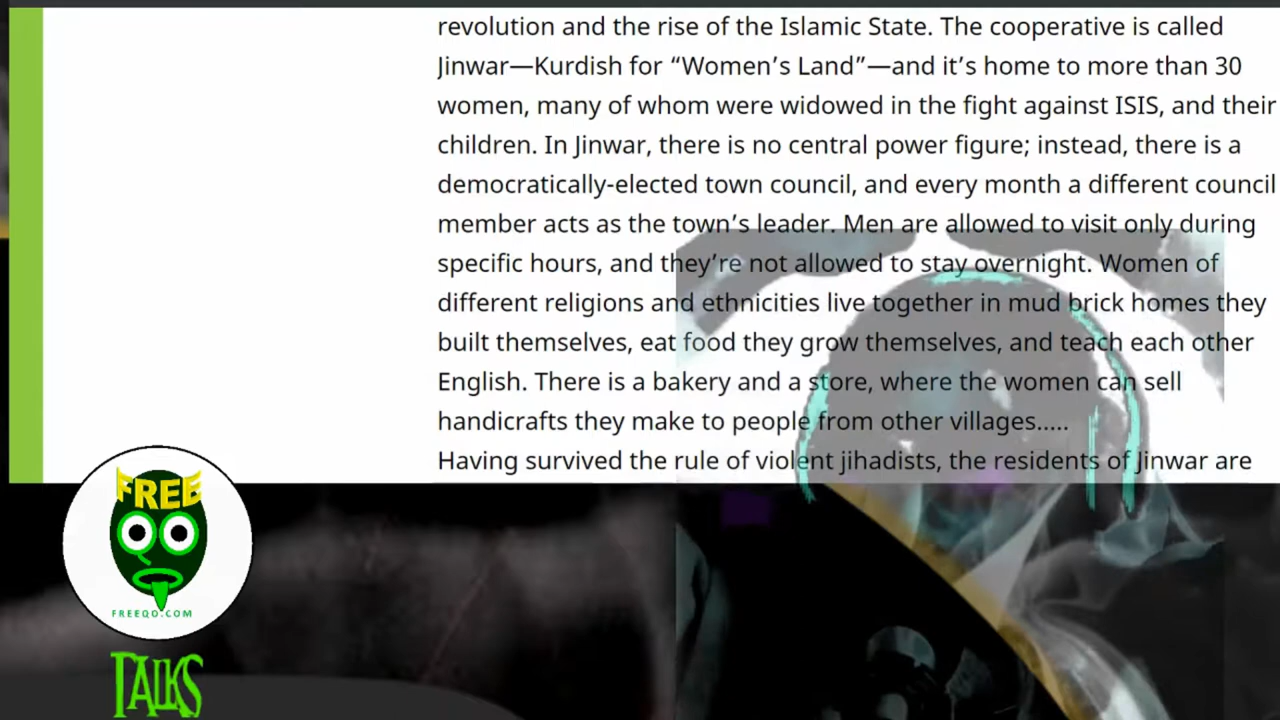 revolution and the rise of the Islamic State. The cooperative is called
Jinwar—Kurdish for “Women’s Land”—and it’s home to more than 30
women, many of whom were widowed in the fight against ISIS, and their
children. In Jinwar, there is no central power figure; instead, there is a
democratically-elected town council, and every month a different council
member acts as the town’s leader. Men are allowed to visit only during
specific hours, and they’re not allowed to stay overnight. Women of
different religions and ethnicities live together in mud brick homes they
built themselves, eat food they grow themselves, and teach each other
English. There is a bakery and a store, where the women can sell
handicrafts they make to people from other villages.....
Having survived the rule of violent jihadists, the residents of Jinwar are
FREE
FREEQO.COM
TALKS